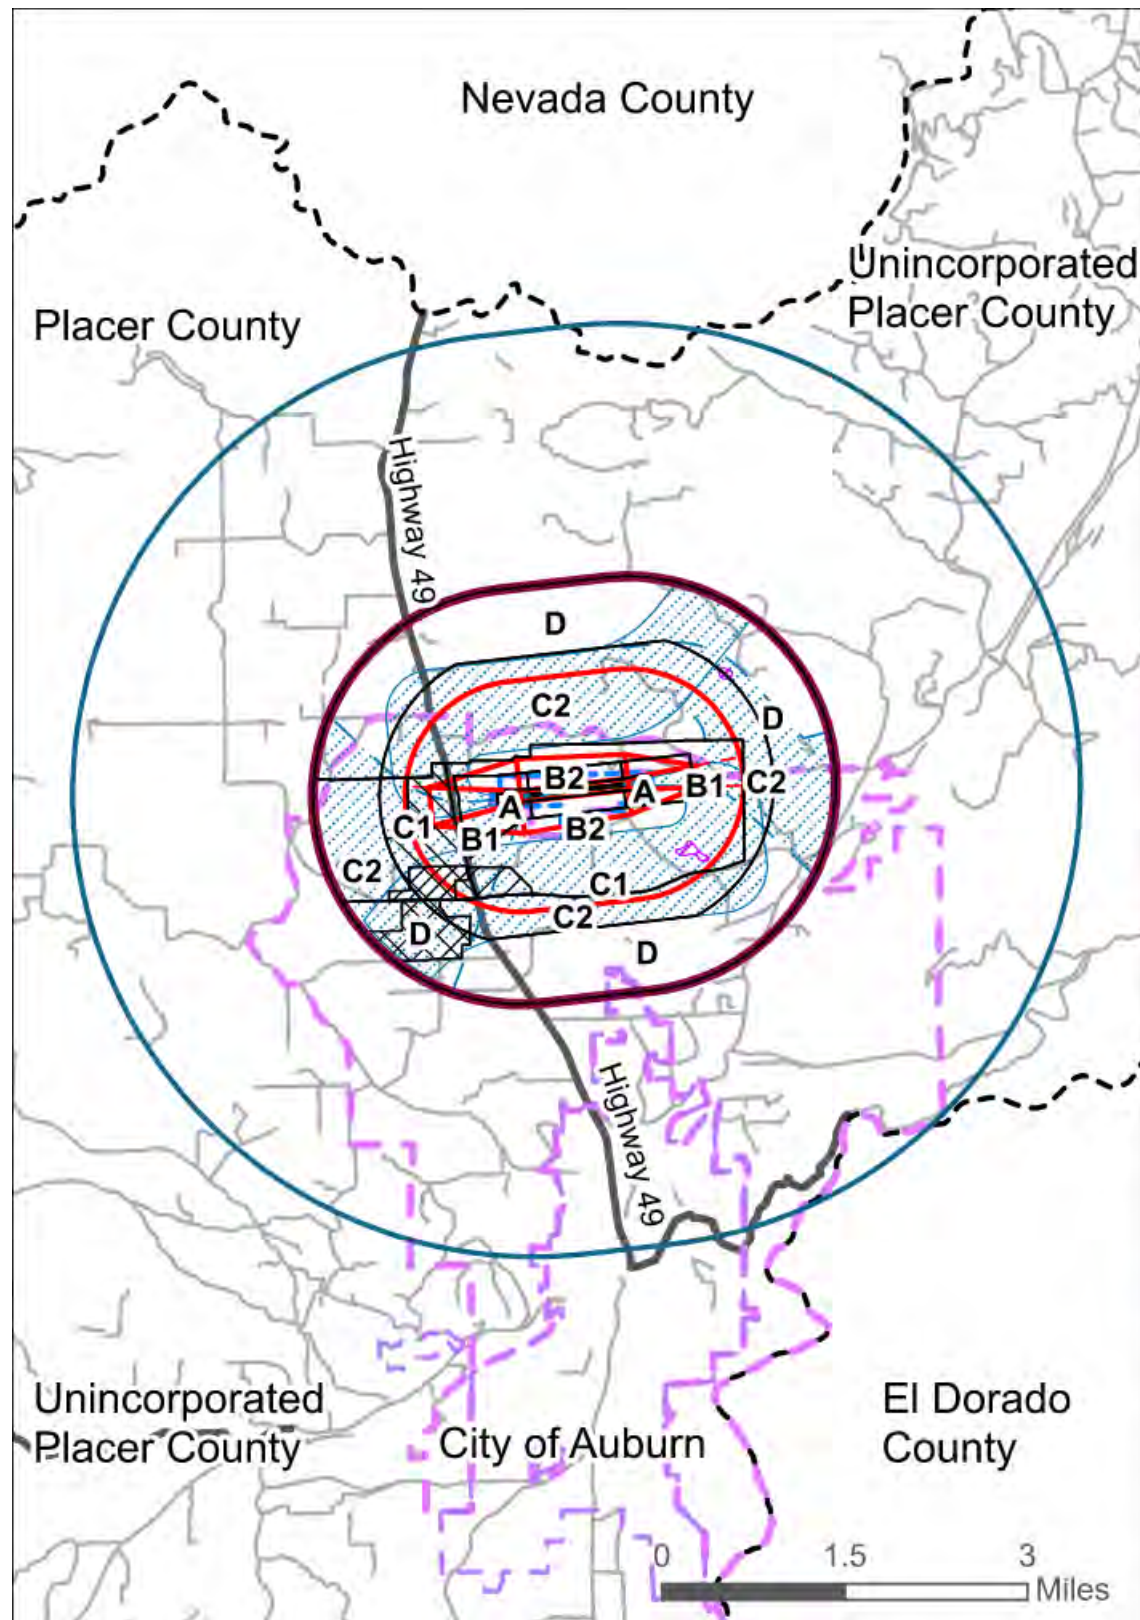 Nevada County
Unincorporated
Placer County
Placer County
Highway 49
D
C2
D
B2
A
B1
C2
A
C1
B1
B2
C2
C1
C2
D
D
Highway 49
Unincorporated
Placer County
City of Auburn
El Dorado
County
0 1.5 3
Miles